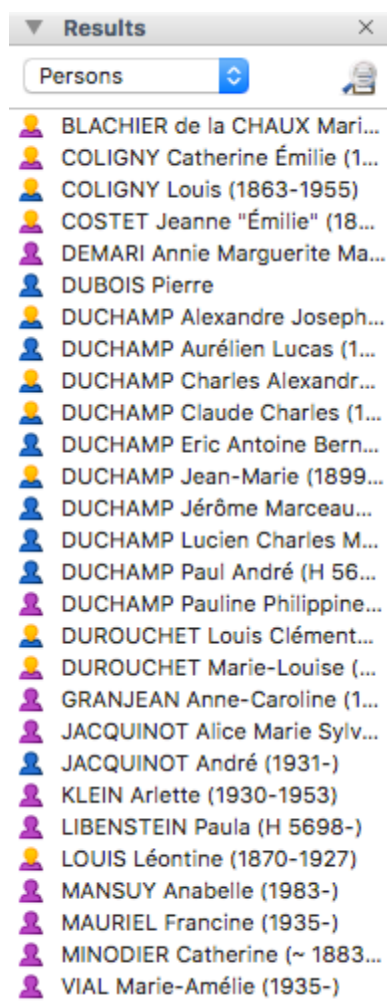 Results
Persons
BLACHIER de la CHAUX Mari...
COLIGNY Catherine Émilie (1...
COLIGNY Louis (1863-1955)
COSTET Jeanne "Émilie" (18...
DEMARI Annie Marguerite Ma...
DUBOIS Pierre
DUCHAMP Alexandre Joseph...
DUCHAMP Aurélien Lucas (1...
DUCHAMP Charles Alexandr...
DUCHAMP Claude Charles (1...
DUCHAMP Eric Antoine Bern...
DUCHAMP Jean-Marie (1899...
DUCHAMP Jérôme Marceau...
DUCHAMP Lucien Charles M...
DUCHAMP Paul André (H 56...
DUCHAMP Pauline Philippine...
DUROUCHET Louis Clément...
DUROUCHET Marie-Louise (...
GRANJEAN Anne-Caroline (1...
JACQUINOT Alice Marie Sylv...
JACQUINOT André (1931-)
KLEIN Arlette (1930-1953)
LIBENSTEIN Paula (H 5698-)
LOUIS Léontine (1870-1927)
MANSUY Anabelle (1983-)
MAURIEL Francine (1935-)
MINODIER Catherine (~ 1883...
VIAL Marie-Amélie (1935-)